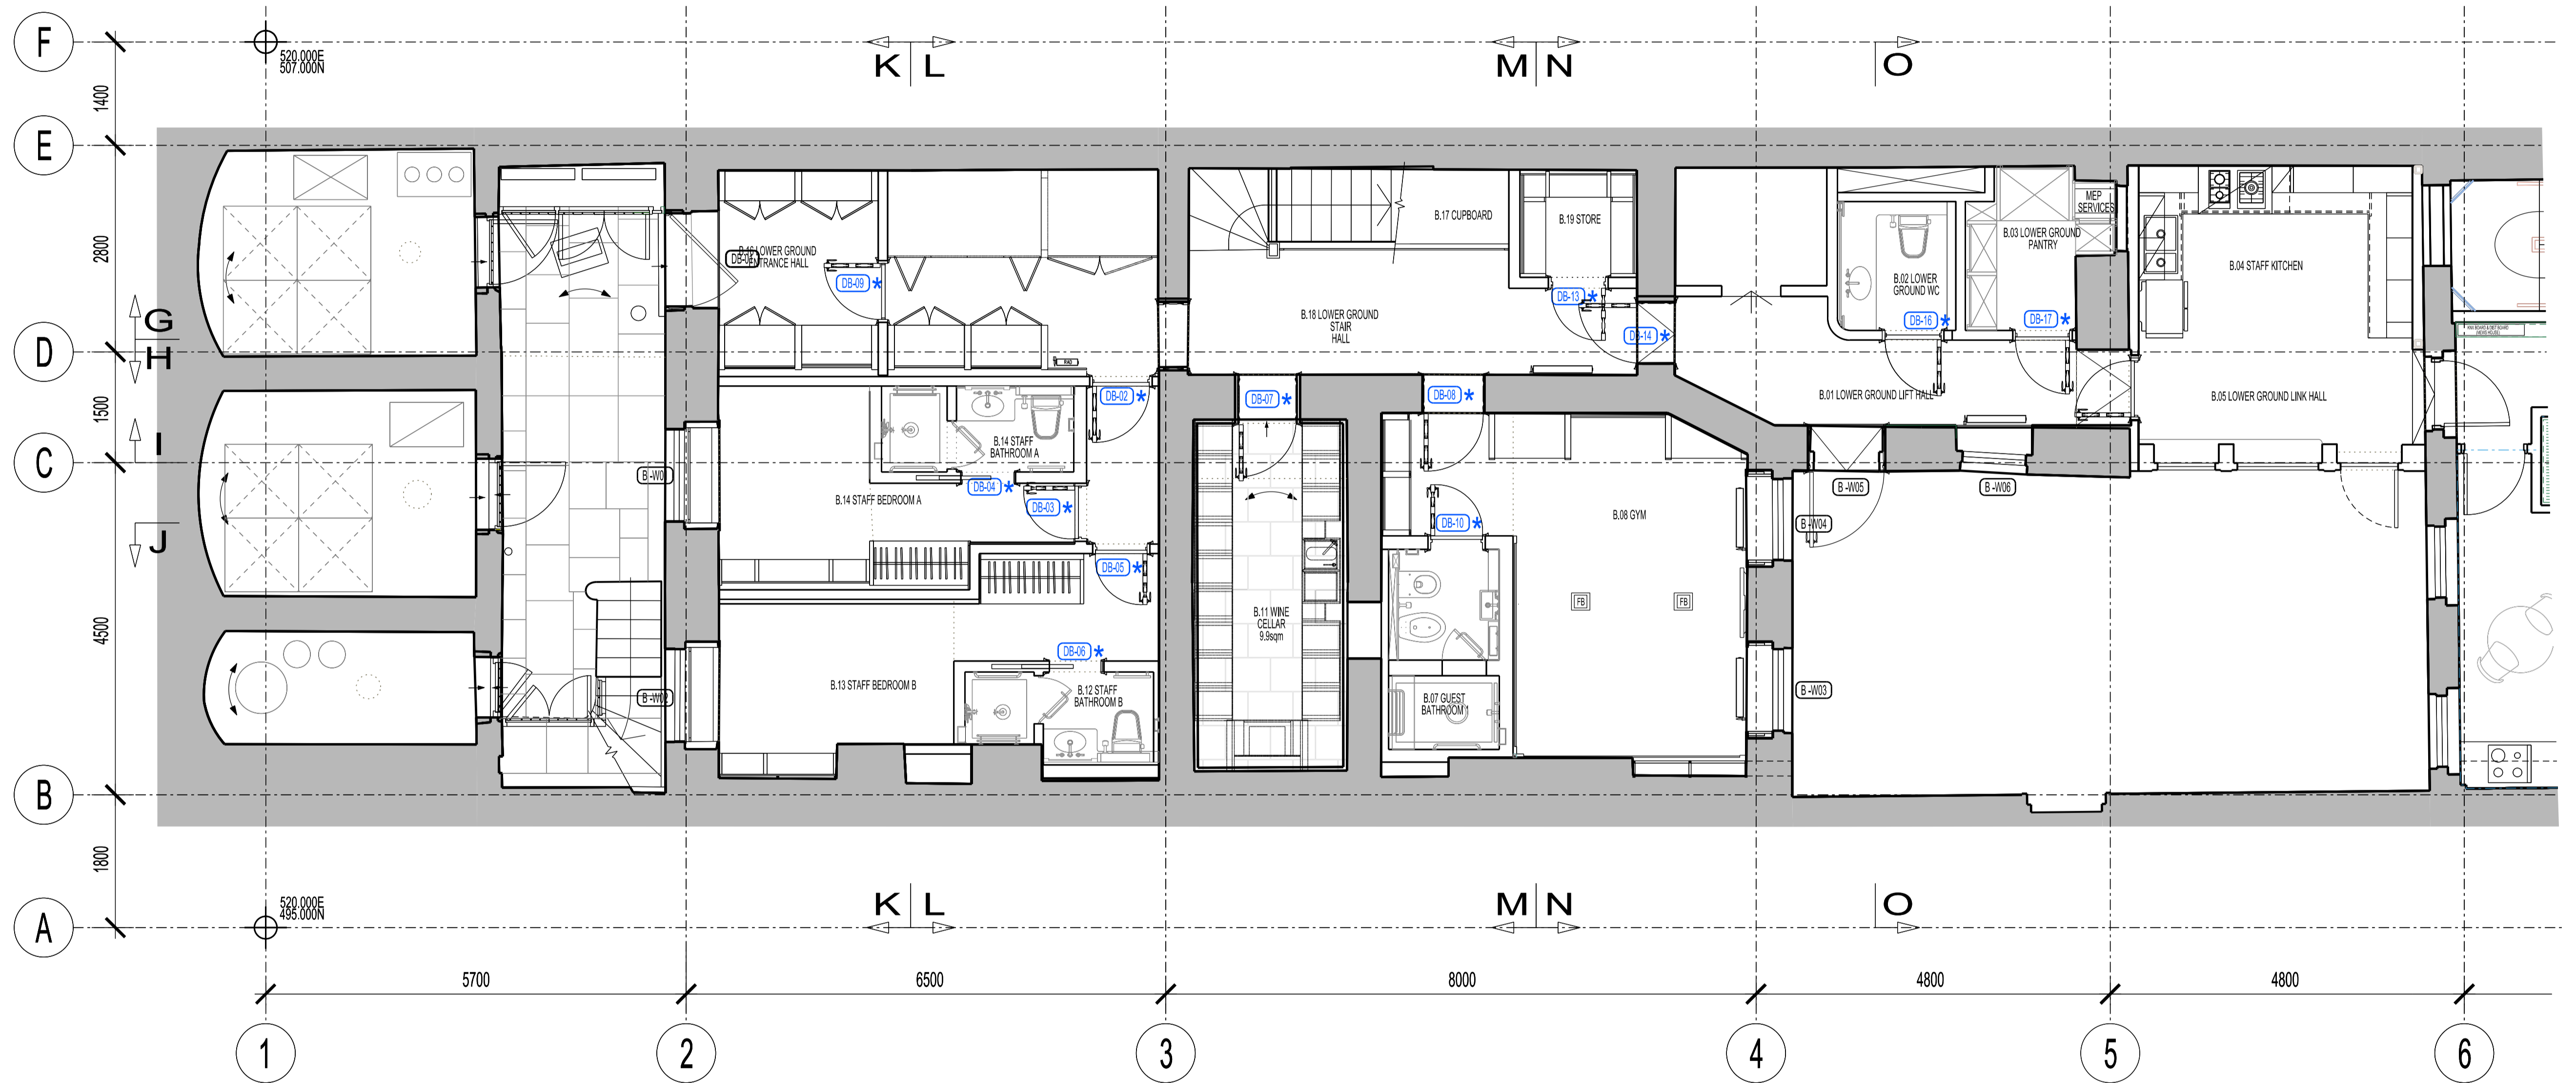 F
520.000E
507.000N
K L
M N
O
1400
E
MEP
SERVICES
B.17 CUPBOARD
B.19 STORE
2800
B.16 LOWER GROUND
ENTRANCE HALL
B.03 LOWER GROUND
PANTRY
B.04 STAFF KITCHEN
DB-09 *
B.02 LOWER
GROUND WC
DB-13 *
G
B.18 LOWER GROUND
STAIR
HALL
DB-16 *
DB-17 *
DB-14 *
D
H
RAD
DB-02 *
DB-07 *
DB-08 *
B.01 LOWER GROUND LIFT HALL
B.05 LOWER GROUND LINK HALL
1500
I
B.14 STAFF
BATHROOM A
C
DB-04 *
B -W05
B -W06
B.14 STAFF BEDROOM A
DB-03 *
B.08 GYM
DB-10 *
B -W04
J
DB-05 *
FB
FB
4500
B.11 WINE
CELLAR
9.9sqm
DB-06 *
B.13 STAFF BEDROOM B
B.12 STAFF
BATHROOM B
B -W02
B.07 GUEST
BATHROOM 1
B -W03
B
1800
520.000E
495.000N
K L
M N
O
A
5700
6500
8000
4800
4800
1
2
3
4
5
6